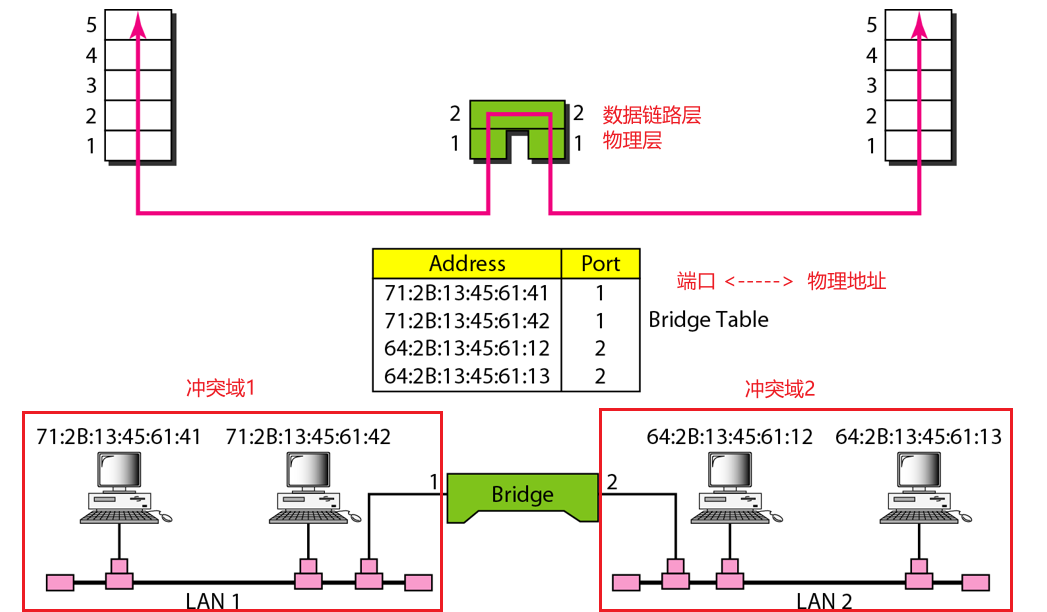 5
4
3
2
1
2
1
2
1
数据链路层
物理层
5
4
3
2
1
Address Port
71:2B:13:45:61:41 1
71:2B:13:45:61:42 1
64:2B:13:45:61:12 2
64:2B:13:45:61:13 2
端口 <-----> 物理地址
Bridge Table
冲突域1
冲突域2
71:2B:13:45:61:41 71:2B:13:45:61:42
64:2B:13:45:61:12 64:2B:13:45:61:13
1 Bridge 2
LAN 1
LAN 2